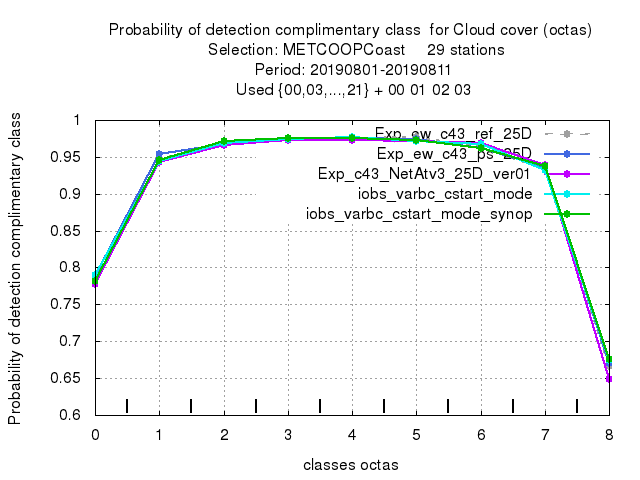 Probability of detection complimentary class for Cloud cover (octas)
Selection: METCOOPCoast 29 stations
Period: 20190801-20190811
Used {00,03,...,21} + 00 01 02 03
Probability of detection complimentary class
1
0.95
0.9
0.85
0.8
0.75
0.7
0.65
0.6
Exp_ew_c43_ref_25D
Exp_ew_c43_ps_25D
Exp_c43_NetAtv3_25D_ver01
iobs_varbc_cstart_mode
iobs_varbc_cstart_mode_synop
0 1 2 3 4 5 6 7 8
classes octas